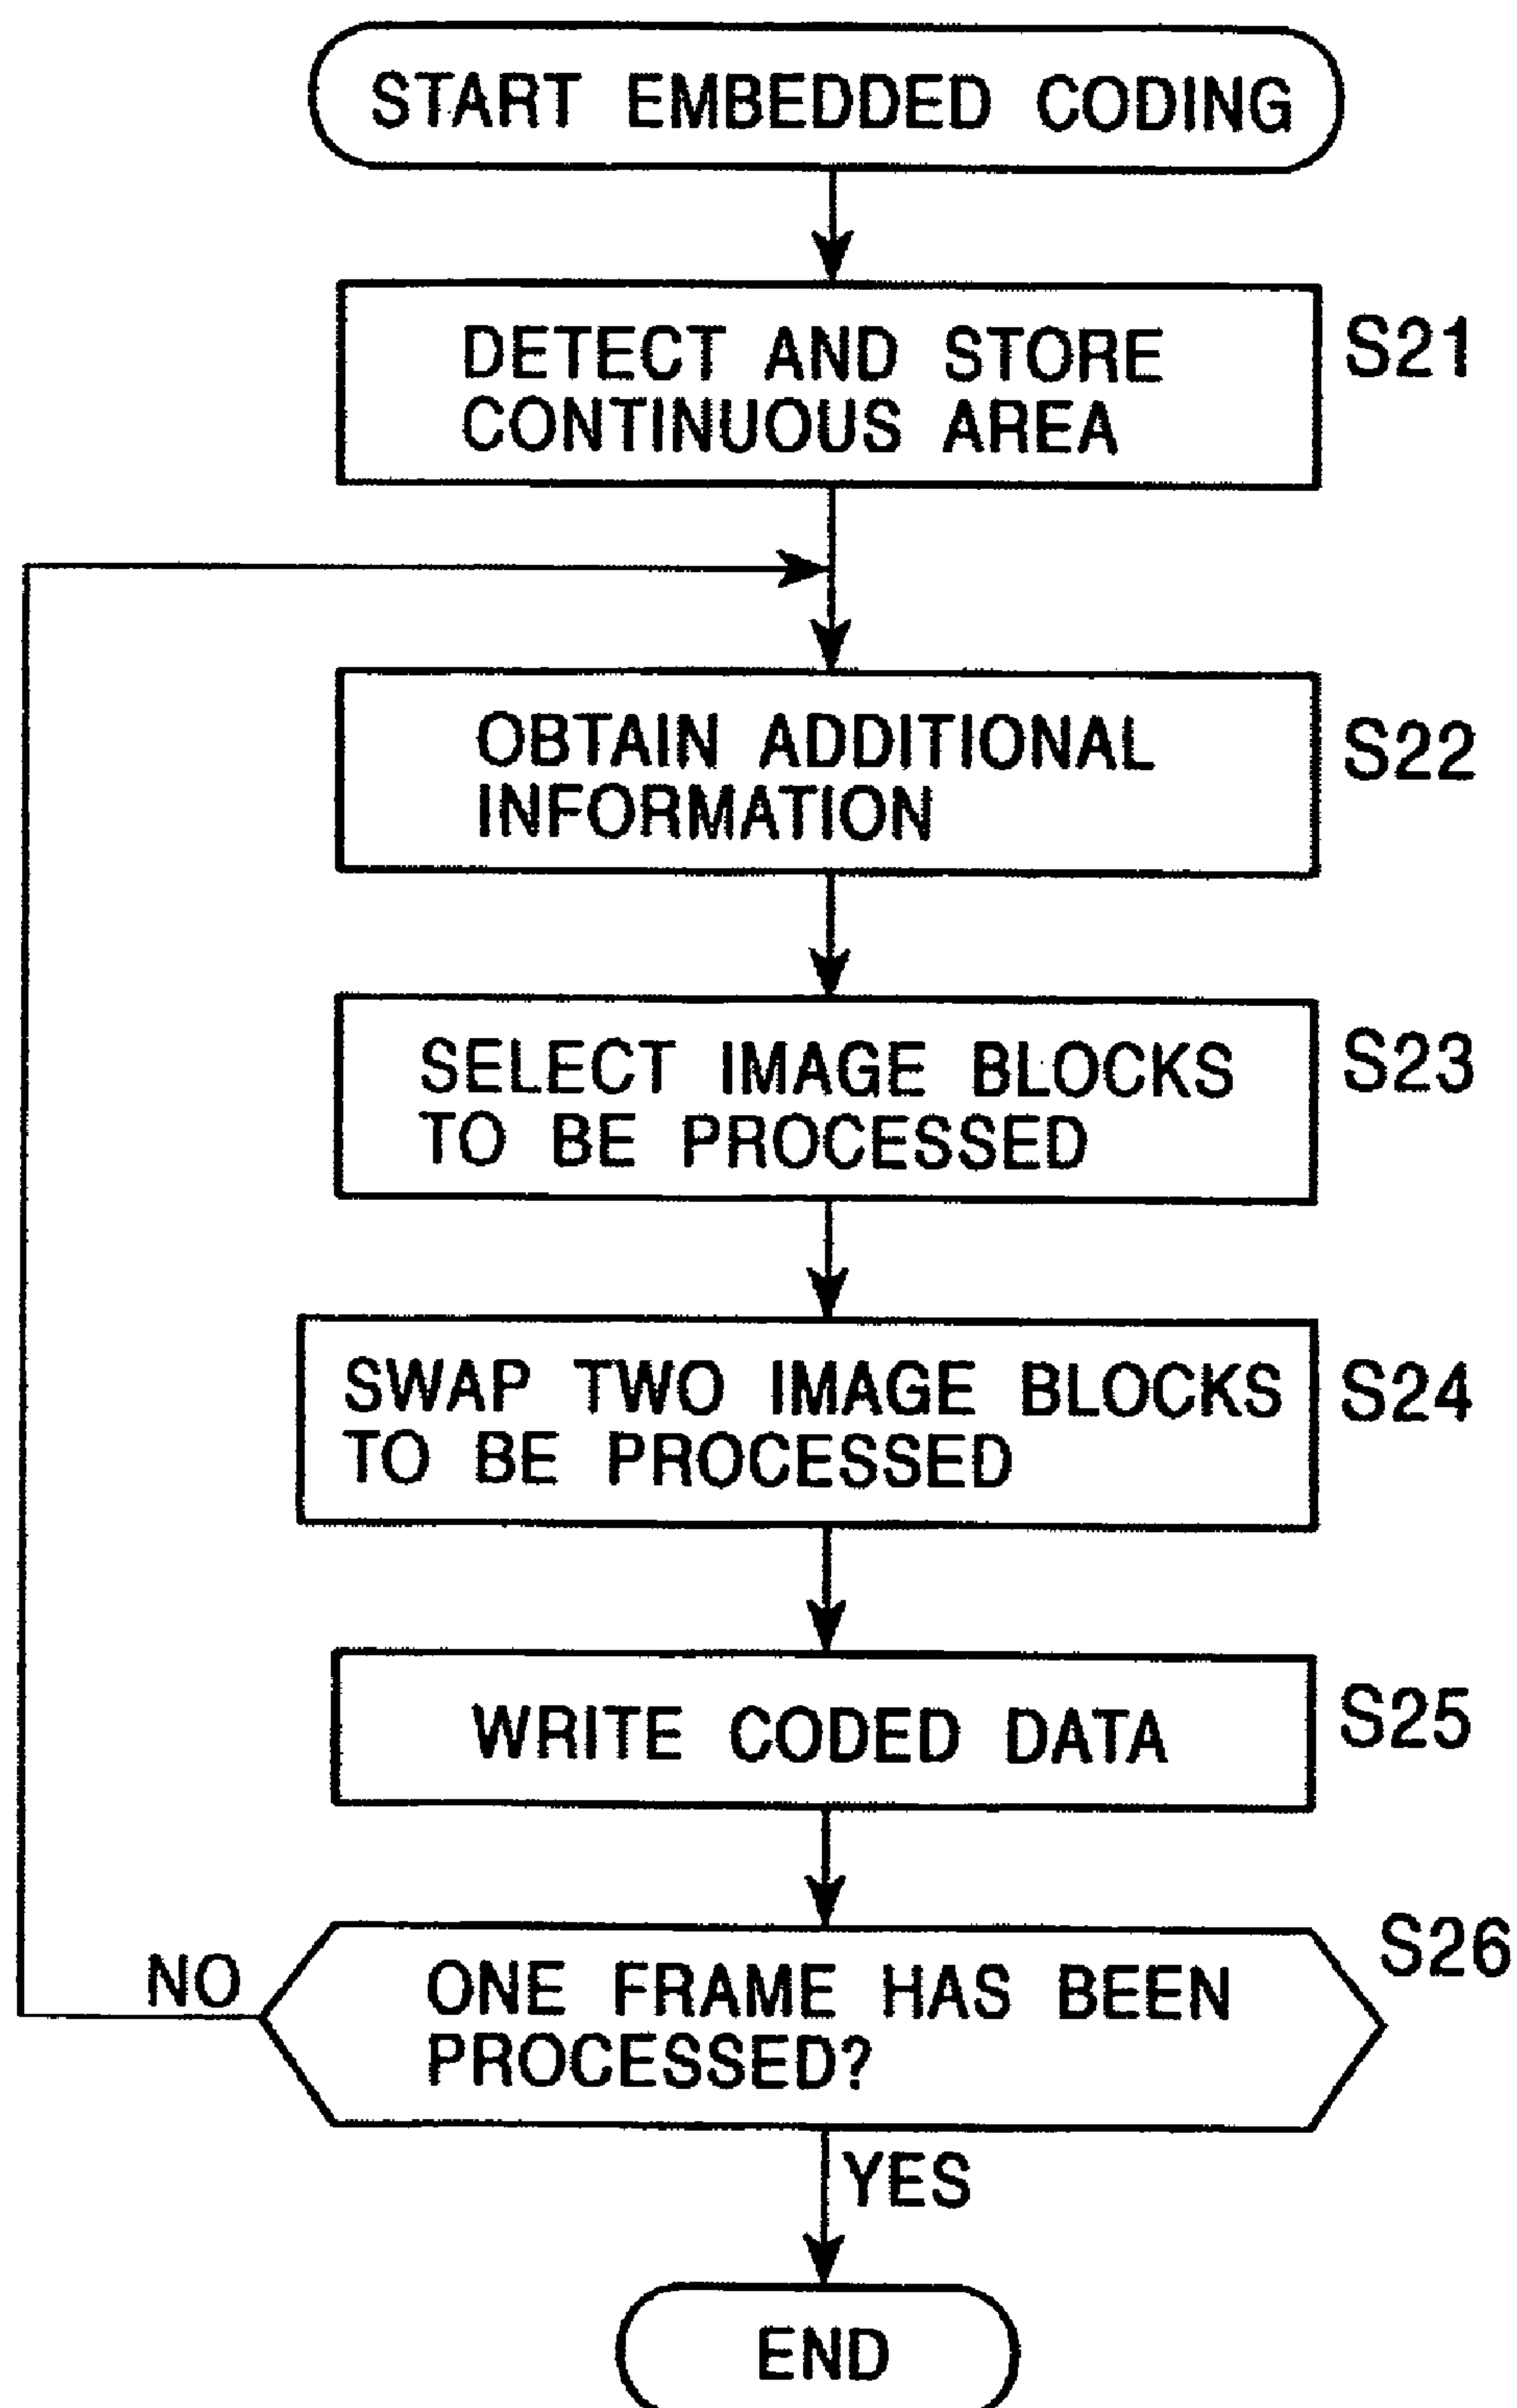 START EMBEDDED CODING
DETECT AND STORE
CONTINUOUS AREA
S21
OBTAIN ADDITIONAL
INFORMATION
S22
SELECT IMAGE BLOCKS
TO BE PROCESSED
S23
SWAP TWO IMAGE BLOCKS
TO BE PROCESSED
S24
WRITE CODED DATA
S25
ONE FRAME HAS BEEN
PROCESSED?
S26
NO
YES
END